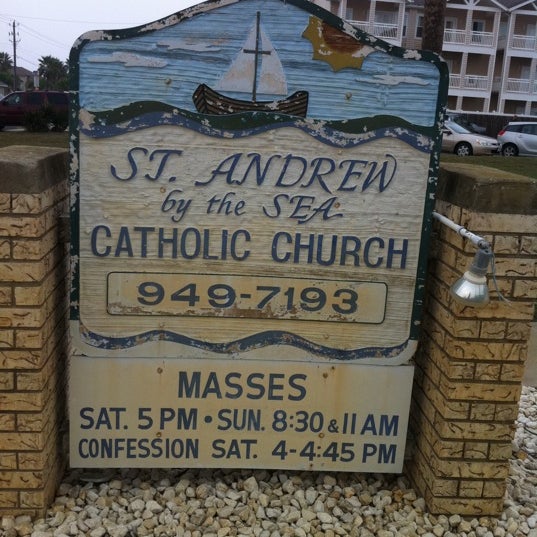 ST. ANDREW
by the SEA
CATHOLIC CHURCH
949-7193
MASSES
SAT. 5 PM • SUN. 8:30 & 11 AM
CONFESSION SAT. 4-4:45 PM